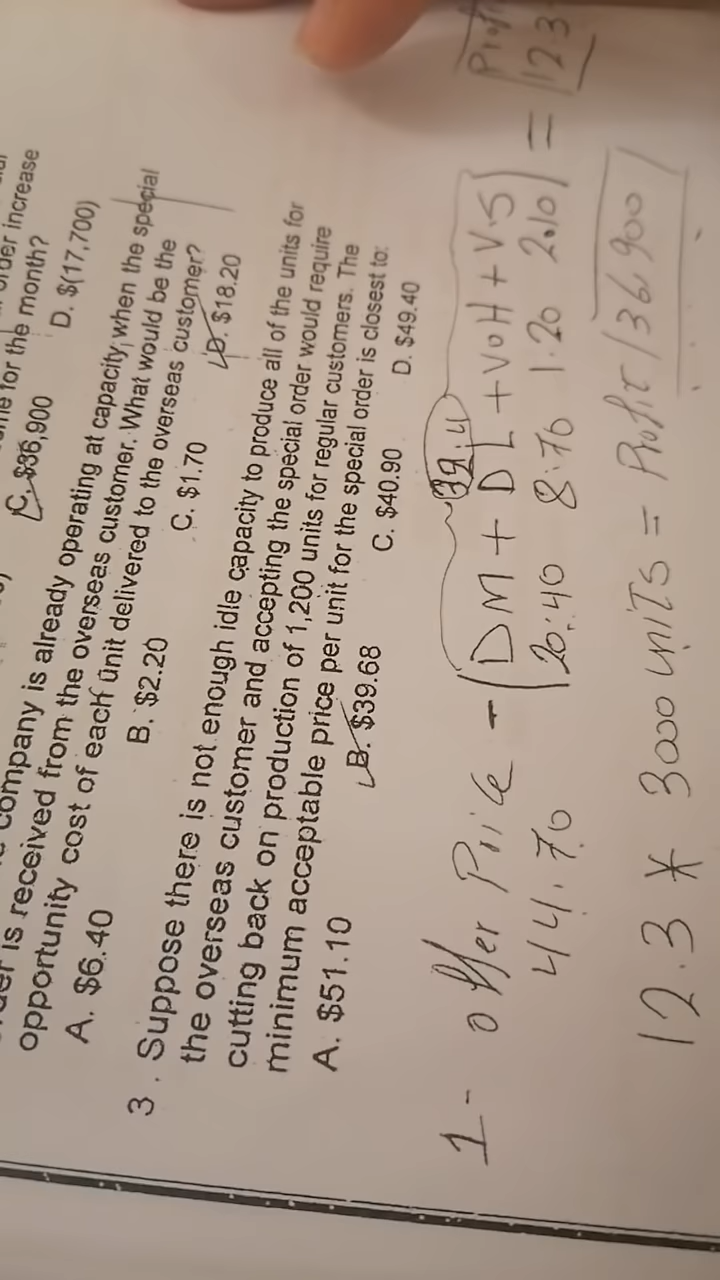 order increase
for the month?
C. $36,900 D. $(17,700)
company is already operating at capacity, when the special
is received from the overseas customer. What would be the
opportunity cost of each unit delivered to the overseas customer?
A. $6.40 B. $2.20 C. $1.70 D. $18.20
3. Suppose there is not enough idle capacity to produce all of the units for
the overseas customer and accepting the special order would require
cutting back on production of 1,200 units for regular customers. The
minimum acceptable price per unit for the special order is closest to:
A. $51.10 B. $39.68 C. $40.90 D. $49.40
1- offer Price - (DM + DL + VOH + V.S) =
44.70 20.40 8.70 1.20 2.10 12.3
12.3 * 3000 units = Profit 36,900